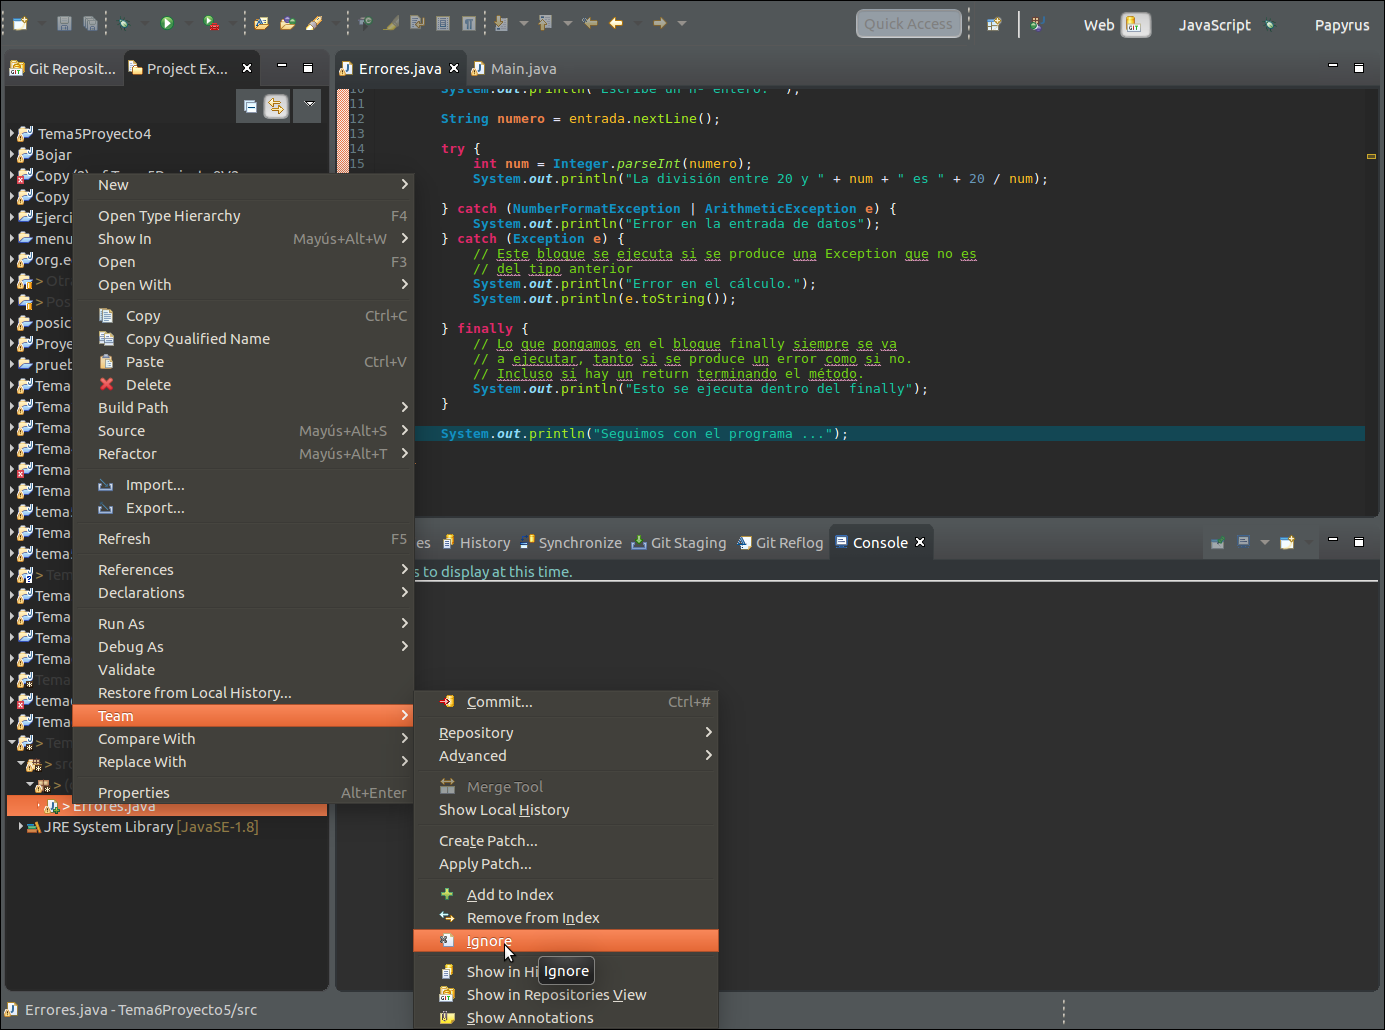 Quick Access
Web
JavaScript
Papyrus
Git Reposit...
Project Ex...
Errores.java
Main.java
Tema5Proyecto4
Bojar
Copy
Copy
Ejerci
menu
org.e
> Otra
> Pos
posic
Proye
prueb
Tema
Tema
Tema
Tema
Tema
Tema
tema
Tema
tema
> Tem
Tema
Tema
Tema
Tema
Tema
tema
Tema
> Tem
> src
> (
> Errores.java
JRE System Library [JavaSE-1.8]
New
Open Type Hierarchy F4
Show In Mayús+Alt+W
Open F3
Open With
Copy Ctrl+C
Copy Qualified Name
Paste Ctrl+V
Delete
Build Path
Source Mayús+Alt+S
Refactor Mayús+Alt+T
Import...
Export...
Refresh F5
References
Declarations
Run As
Debug As
Validate
Restore from Local History...
Team
Compare With
Replace With
Properties Alt+Enter
10 System.out.println("Escribe un nº entero: ");
11
12 String numero = entrada.nextLine();
13
14 try {
15 int num = Integer.parseInt(numero);
System.out.println("La división entre 20 y " + num + " es " + 20 / num);
} catch (NumberFormatException | ArithmeticException e) {
System.out.println("Error en la entrada de datos");
} catch (Exception e) {
// Este bloque se ejecuta si se produce una Exception que no es
// del tipo anterior
System.out.println("Error en el cálculo.");
System.out.println(e.toString());
} finally {
// Lo que pongamos en el bloque finally siempre se va
// a ejecutar, tanto si se produce un error como si no.
// Incluso si hay un return terminando el método.
System.out.println("Esto se ejecuta dentro del finally");
}
System.out.println("Seguimos con el programa ...");
es
History
Synchronize
Git Staging
Git Reflog
Console
s to display at this time.
Commit... Ctrl+#
Repository
Advanced
Merge Tool
Show Local History
Create Patch...
Apply Patch...
Add to Index
Remove from Index
Ignore
Show in Hi
Ignore
Show in Repositories View
Show Annotations
Errores.java - Tema6Proyecto5/src